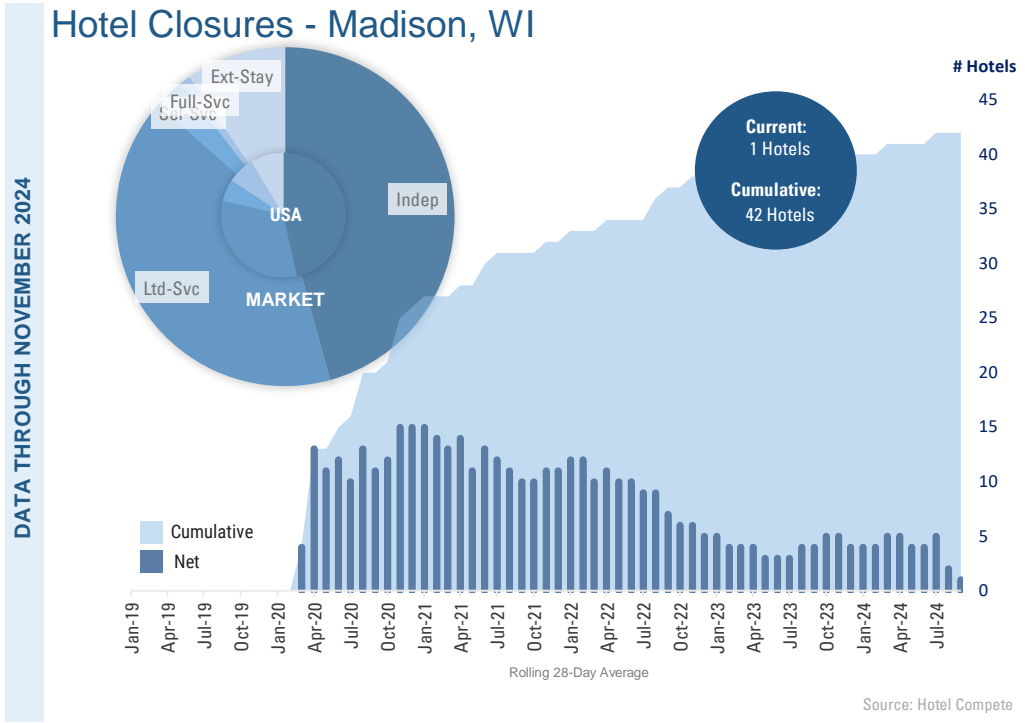 Hotel Closures - Madison, WI
DATA THROUGH NOVEMBER 2024
Ext-Stay
Full-Svc
Sel-Svc
Indep
USA
Ltd-Svc
MARKET
Current:
1 Hotels
Cumulative:
42 Hotels
# Hotels
45
40
35
30
25
20
15
10
5
0
Cumulative
Net
Jan-19
Apr-19
Jul-19
Oct-19
Jan-20
Apr-20
Jul-20
Oct-20
Jan-21
Apr-21
Jul-21
Oct-21
Jan-22
Apr-22
Jul-22
Oct-22
Jan-23
Apr-23
Jul-23
Oct-23
Jan-24
Apr-24
Jul-24
Rolling 28-Day Average
Source: Hotel Compete